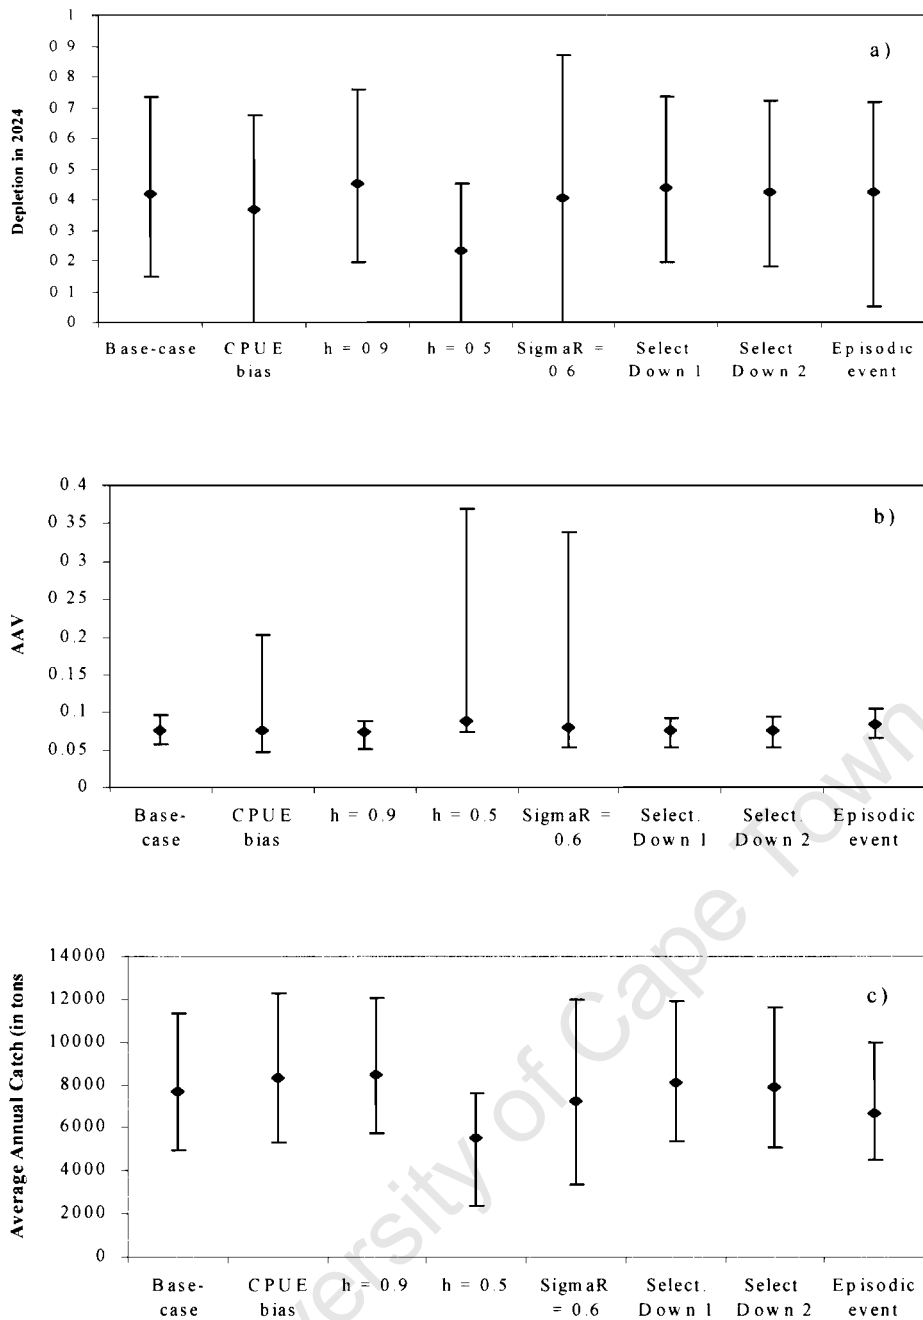 1
0 9
0 8
0 7
0 6
0 5
0 4
0 3
0 2
0 1
0
Depletion in 2024
a)
Base-case CPUE bias h = 0 9 h = 0 5 SigmaR = 0 6 Select Down 1 Select Down 2 Episodic event
0.4
0 35
0 3
0 25
0.2
0.15
0.1
0.05
0
AAV
b)
Base-case CPUE bias h = 0.9 h = 0.5 SigmaR = 0.6 Select. Down 1 Select. Down 2 Episodic event
14000
12000
10000
8000
6000
4000
2000
0
Average Annual Catch (in tons
c)
Base-case CPUE bias h = 0.9 h = 0.5 SigmaR = 0.6 Select. Down 1 Select Down 2 Episodic event
versity of Cape Town